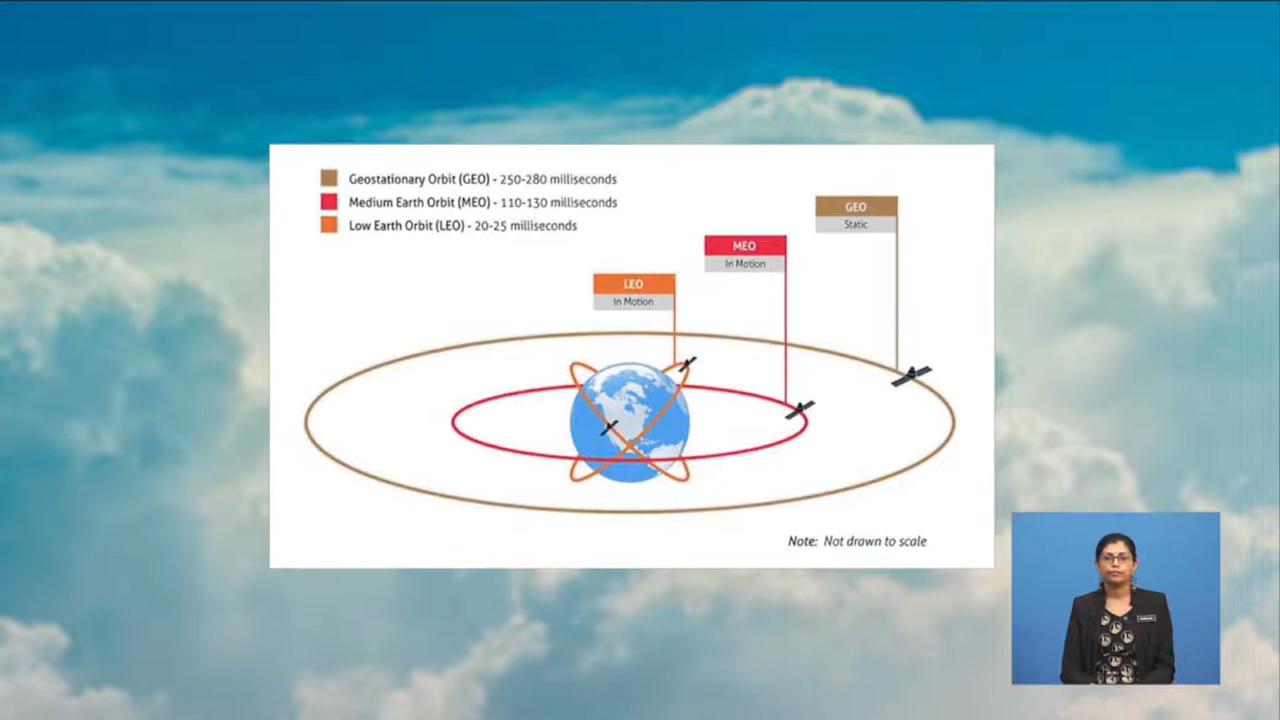 Geostationary Orbit (GEO) - 250-280 milliseconds
Medium Earth Orbit (MEO) - 110-130 milliseconds
Low Earth Orbit (LEO) - 20-25 milliseconds
GEO
Static
MEO
In Motion
LEO
In Motion
Note: Not drawn to scale